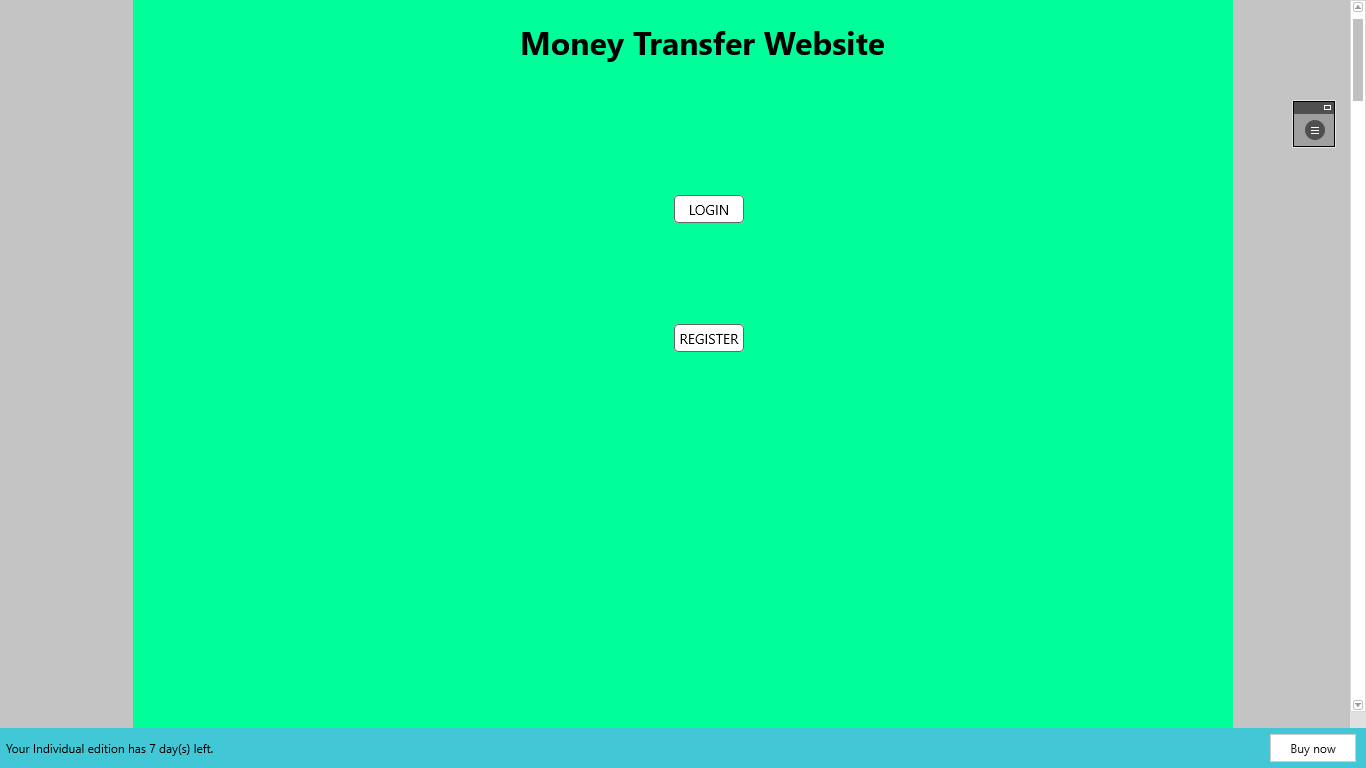 Money Transfer Website
LOGIN
REGISTER
Your Individual edition has 7 day(s) left.
Buy now